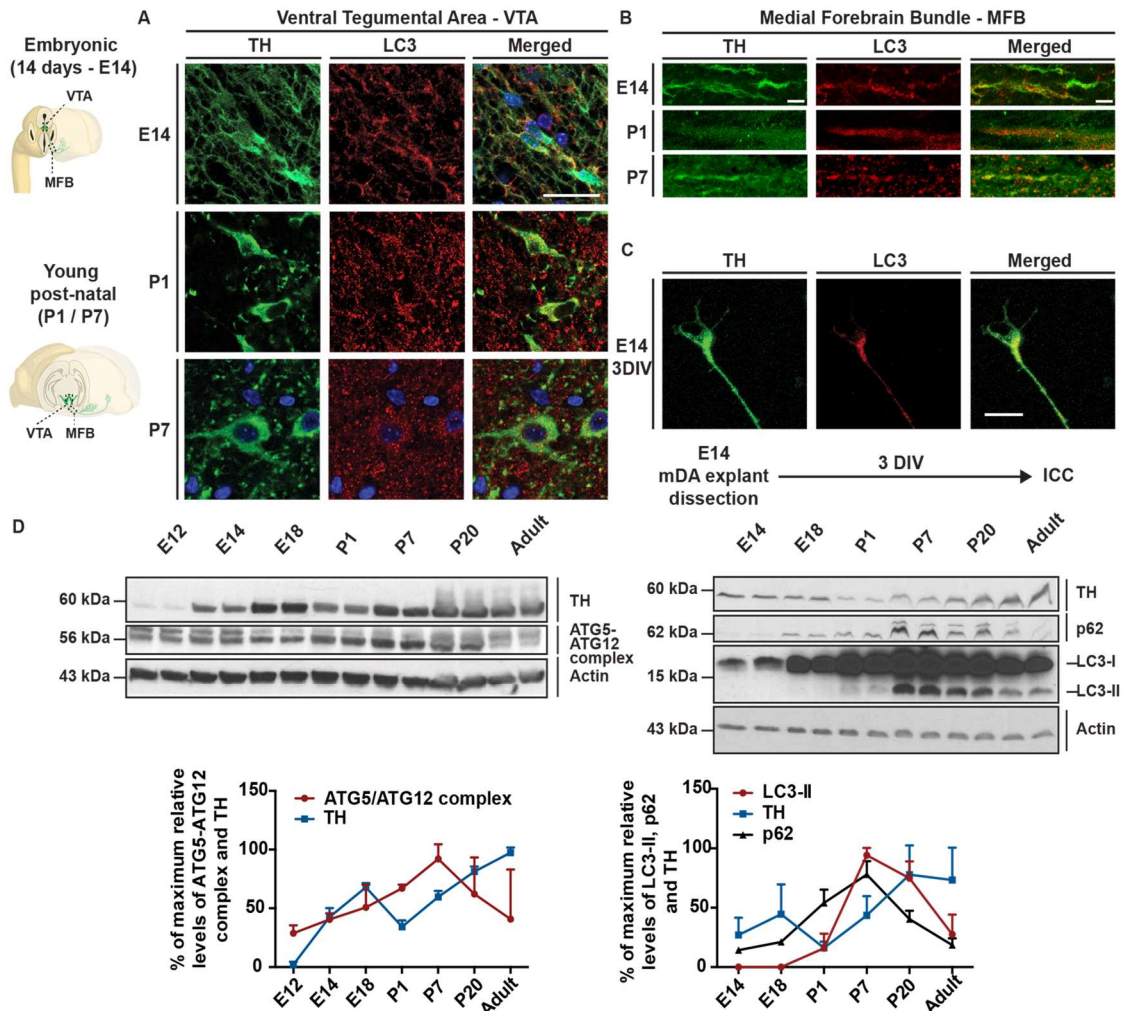 A
Ventral Tegumental Area - VTA
TH
LC3
Merged
Embryonic
(14 days - E14)
VTA
MFB
E14
P1
P7
Young
post-natal
(P1 / P7)
VTA
MFB
B
Medial Forebrain Bundle - MFB
TH
LC3
Merged
E14
P1
P7
C
TH
LC3
Merged
E14
3DIV
E14
mDA explant
dissection
3 DIV
ICC
D
E12
E14
E18
P1
P7
P20
Adult
60 kDa
TH
56 kDa
ATG5-
ATG12
complex
43 kDa
Actin
E14
E18
P1
P7
P20
Adult
60 kDa
TH
62 kDa
p62
LC3-I
15 kDa
LC3-II
43 kDa
Actin
% of maximum relative
levels of ATG5-ATG12
complex and TH
150
100
50
0
ATG5/ATG12 complex
TH
E12
E14
E18
P1
P7
P20
Adult
% of maximum relative
levels of LC3-II, p62
and TH
150
100
50
0
LC3-II
TH
p62
E14
E18
P1
P7
P20
Adult